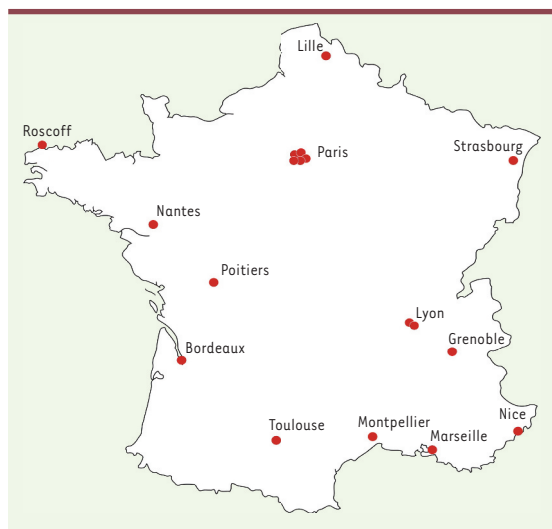 Lille
Roscoff
Paris
Strasbourg
Nantes
Poitiers
Lyon
Grenoble
Bordeaux
Toulouse
Montpellier
Nice
Marseille